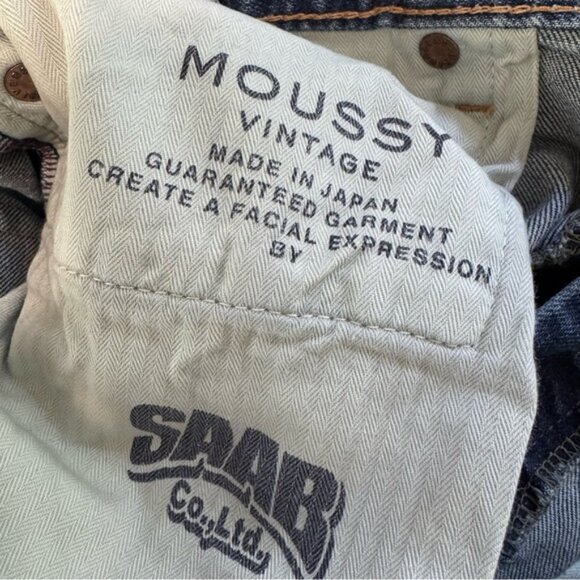 MOUSSY
VINTAGE
MADE IN JAPAN
GUARANTEED GARMENT
CREATE A FACIAL EXPRESSION
BY
SAAB
Co.,Ltd.